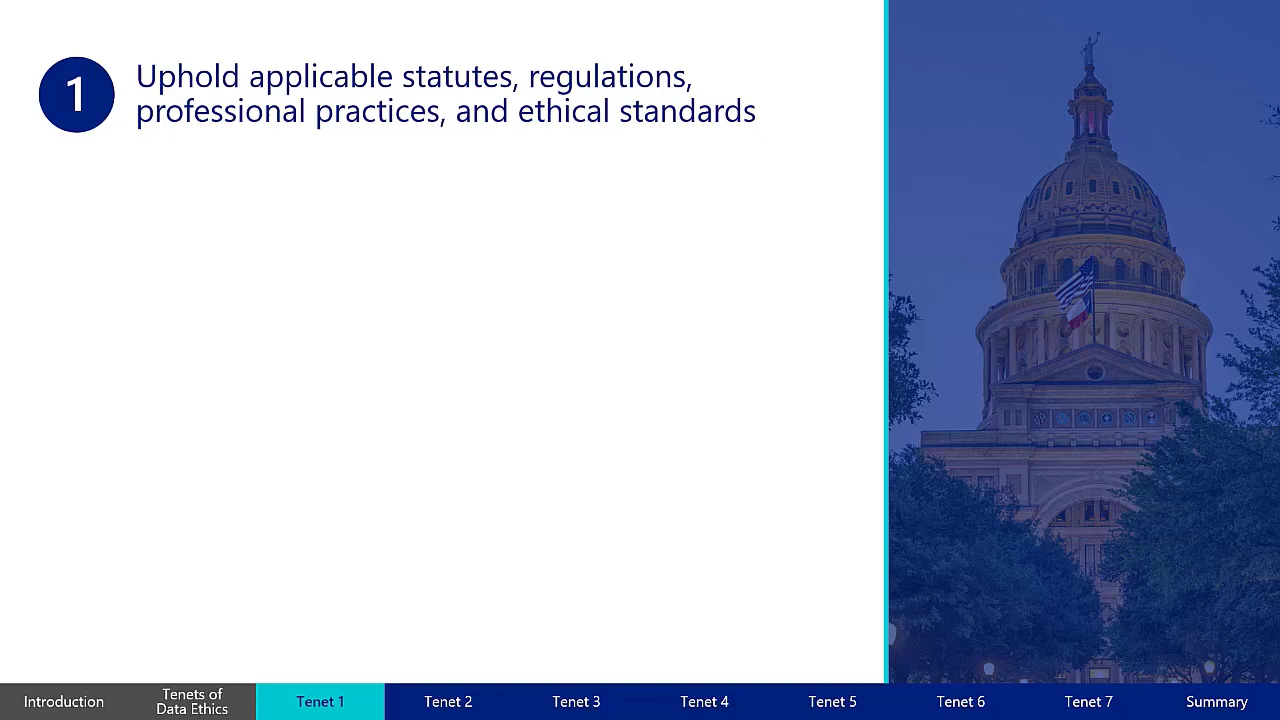 1
Uphold applicable statutes, regulations,
professional practices, and ethical standards
Introduction
Tenets of
Data Ethics
Tenet 1
Tenet 2
Tenet 3
Tenet 4
Tenet 5
Tenet 6
Tenet 7
Summary